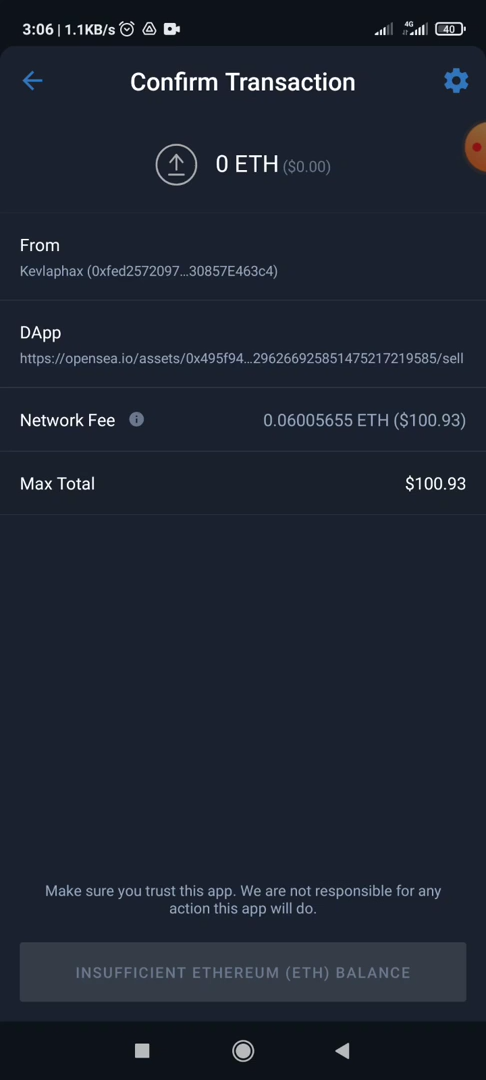 3:06 | 1.1KB/s 4G 40
Confirm Transaction
0 ETH ($0.00)
From
Kevlaphax (0xfed2572097...30857E463c4)
DApp
https://opensea.io/assets/0x495f94...296266925851475217219585/sell
Network Fee 0.06005655 ETH ($100.93)
Max Total $100.93
Make sure you trust this app. We are not responsible for any
action this app will do.
INSUFFICIENT ETHEREUM (ETH) BALANCE